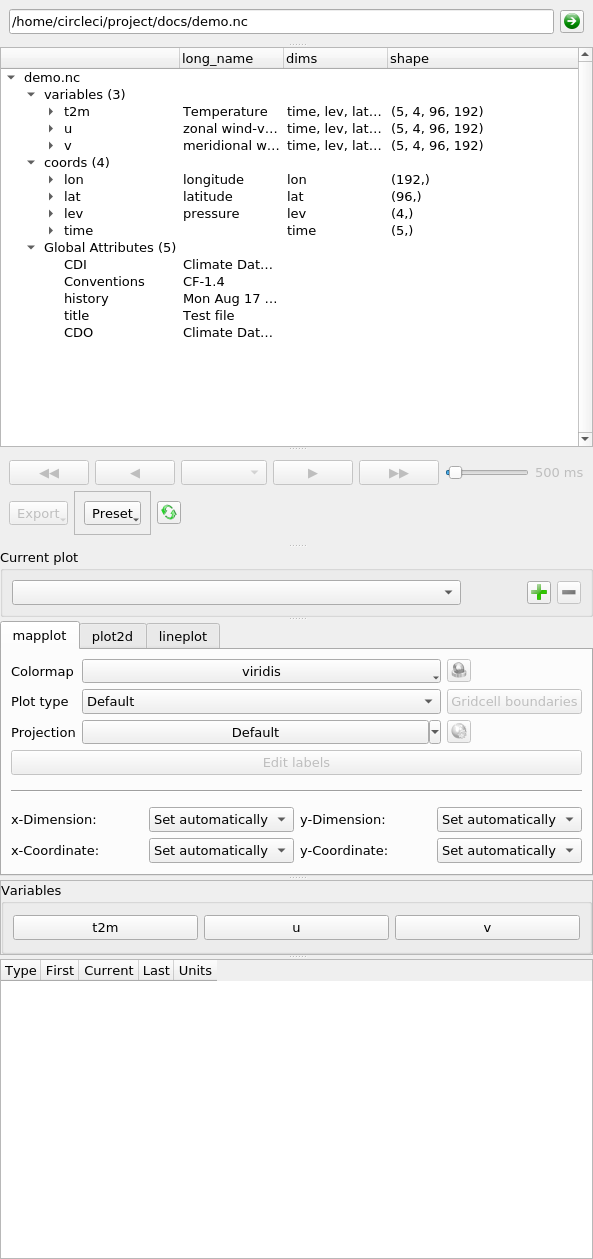 /home/circleci/project/docs/demo.nc
long_name dims shape
demo.nc
variables (3)
t2m Temperature time, lev, lat... (5, 4, 96, 192)
u zonal wind-v... time, lev, lat... (5, 4, 96, 192)
v meridional w... time, lev, lat... (5, 4, 96, 192)
coords (4)
lon longitude lon (192,)
lat latitude lat (96,)
lev pressure lev (4,)
time time (5,)
Global Attributes (5)
CDI Climate Dat...
Conventions CF-1.4
history Mon Aug 17 ...
title Test file
CDO Climate Dat...
500 ms
Export Preset
Current plot
mapplot plot2d lineplot
Colormap viridis
Plot type Default Gridcell boundaries
Projection Default
Edit labels
x-Dimension: Set automatically y-Dimension: Set automatically
x-Coordinate: Set automatically y-Coordinate: Set automatically
Variables
t2m u v
Type First Current Last Units